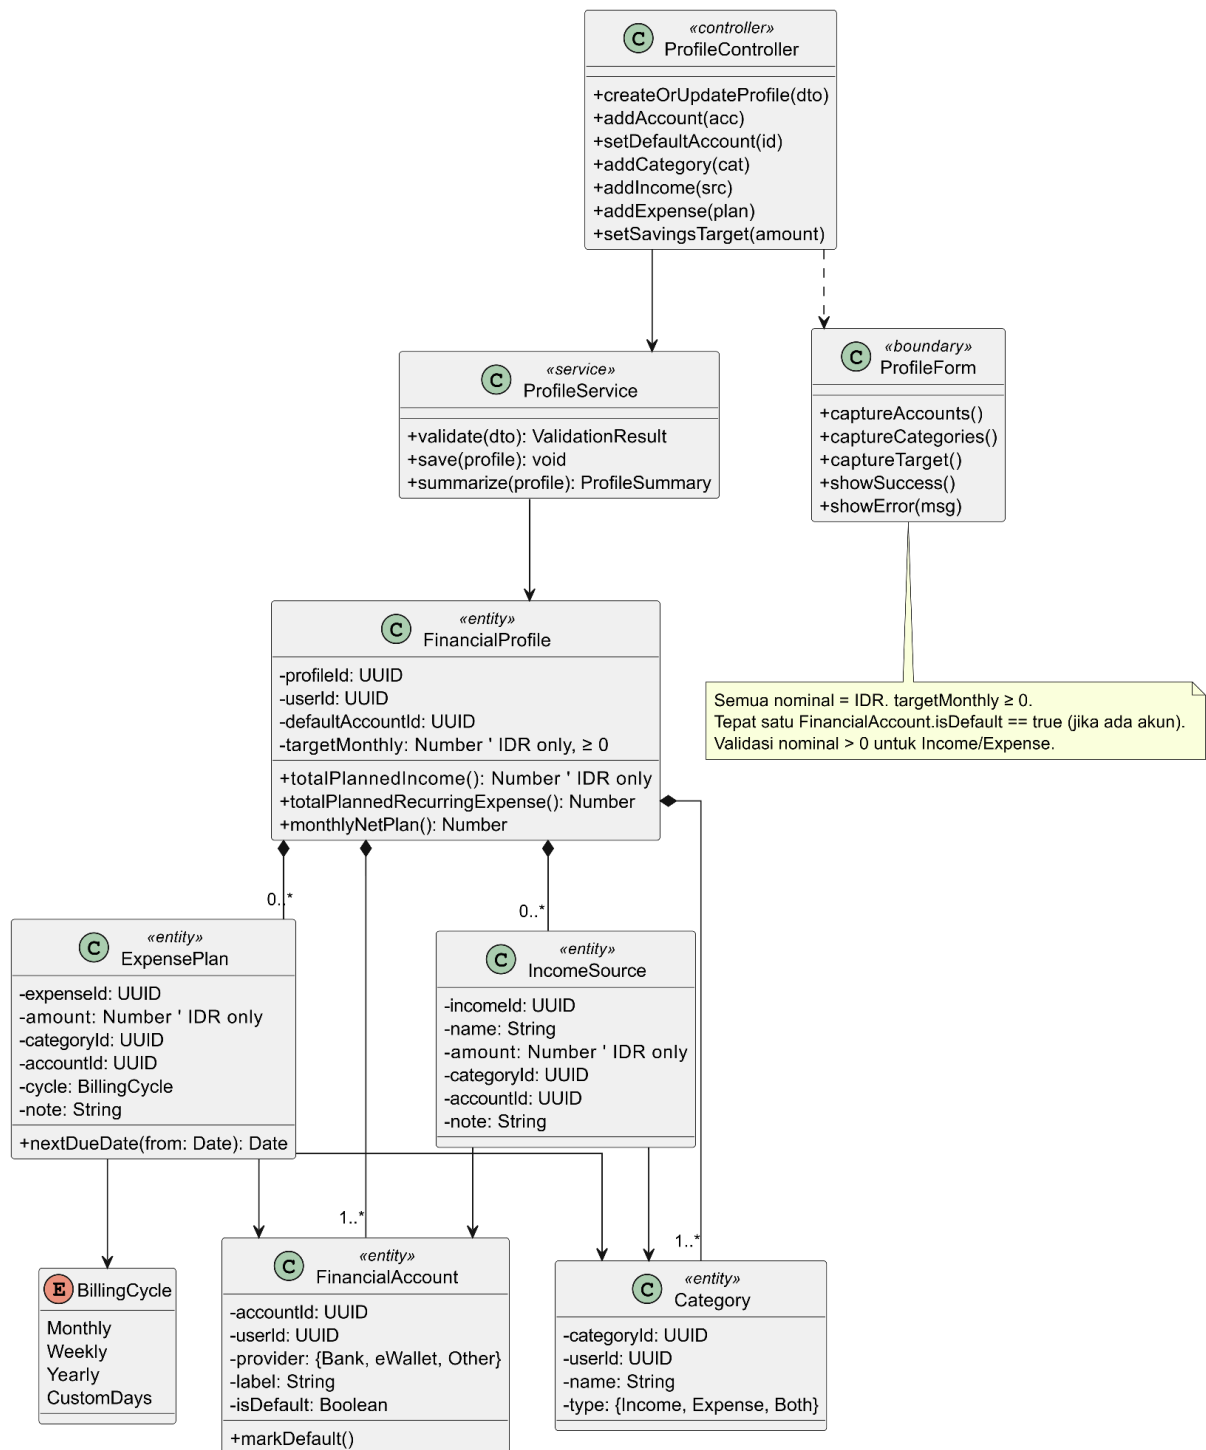 C
«controller»
ProfileController
+createOrUpdateProfile(dto)
+addAccount(acc)
+setDefaultAccount(id)
+addCategory(cat)
+addIncome(src)
+addExpense(plan)
+setSavingsTarget(amount)
C
«service»
ProfileService
+validate(dto): ValidationResult
+save(profile): void
+summarize(profile): ProfileSummary
C
«boundary»
ProfileForm
+captureAccounts()
+captureCategories()
+captureTarget()
+showSuccess()
+showError(msg)
C
«entity»
FinancialProfile
-profileId: UUID
-userId: UUID
-defaultAccountId: UUID
-targetMonthly: Number ' IDR only, ≥ 0
+totalPlannedIncome(): Number ' IDR only
+totalPlannedRecurringExpense(): Number
+monthlyNetPlan(): Number
Semua nominal = IDR. targetMonthly ≥ 0.
Tepat satu FinancialAccount.isDefault == true (jika ada akun).
Validasi nominal > 0 untuk Income/Expense.
0..*
0..*
C
«entity»
ExpensePlan
-expenseId: UUID
-amount: Number ' IDR only
-categoryId: UUID
-accountId: UUID
-cycle: BillingCycle
-note: String
+nextDueDate(from: Date): Date
C
«entity»
IncomeSource
-incomeId: UUID
-name: String
-amount: Number ' IDR only
-categoryId: UUID
-accountId: UUID
-note: String
1..*
1..*
E
BillingCycle
Monthly
Weekly
Yearly
CustomDays
C
«entity»
FinancialAccount
-accountId: UUID
-userId: UUID
-provider: {Bank, eWallet, Other}
-label: String
-isDefault: Boolean
+markDefault()
C
«entity»
Category
-categoryId: UUID
-userId: UUID
-name: String
-type: {Income, Expense, Both}